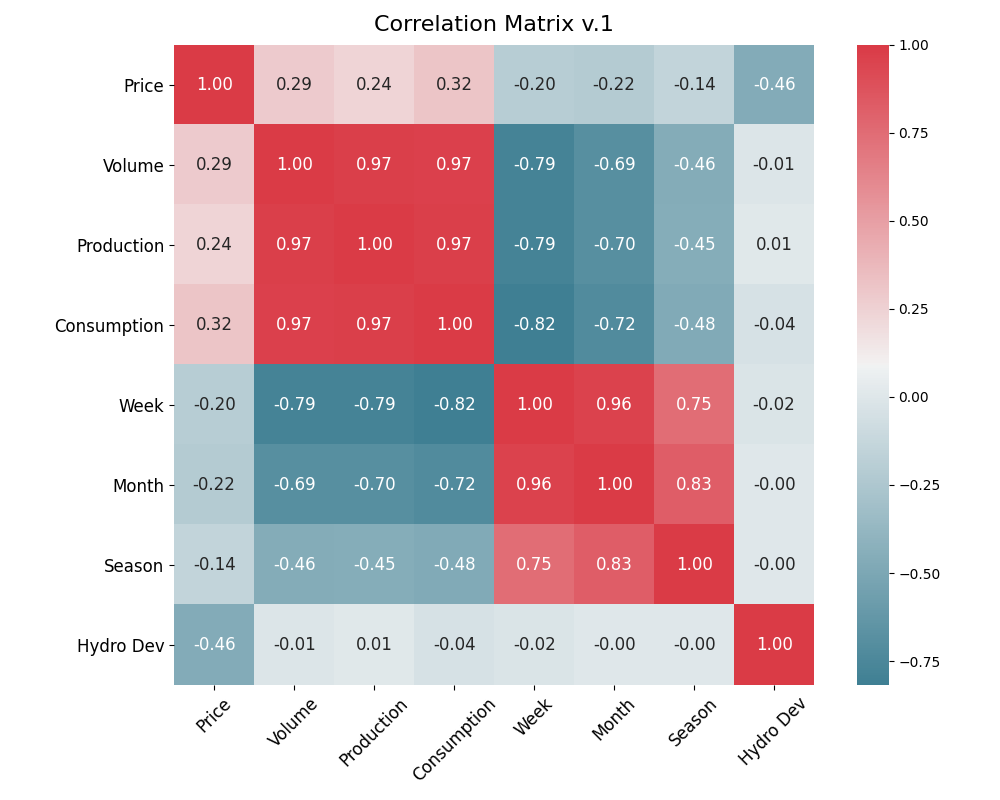 Correlation Matrix v.1
Price 1.00 0.29 0.24 0.32 -0.20 -0.22 -0.14 -0.46
Volume 0.29 1.00 0.97 0.97 -0.79 -0.69 -0.46 -0.01
Production 0.24 0.97 1.00 0.97 -0.79 -0.70 -0.45 0.01
Consumption 0.32 0.97 0.97 1.00 -0.82 -0.72 -0.48 -0.04
Week -0.20 -0.79 -0.79 -0.82 1.00 0.96 0.75 -0.02
Month -0.22 -0.69 -0.70 -0.72 0.96 1.00 0.83 -0.00
Season -0.14 -0.46 -0.45 -0.48 0.75 0.83 1.00 -0.00
Hydro Dev -0.46 -0.01 0.01 -0.04 -0.02 -0.00 -0.00 1.00
Price Volume Production Consumption Week Month Season Hydro Dev
1.00
0.75
0.50
0.25
0.00
−0.25
−0.50
−0.75